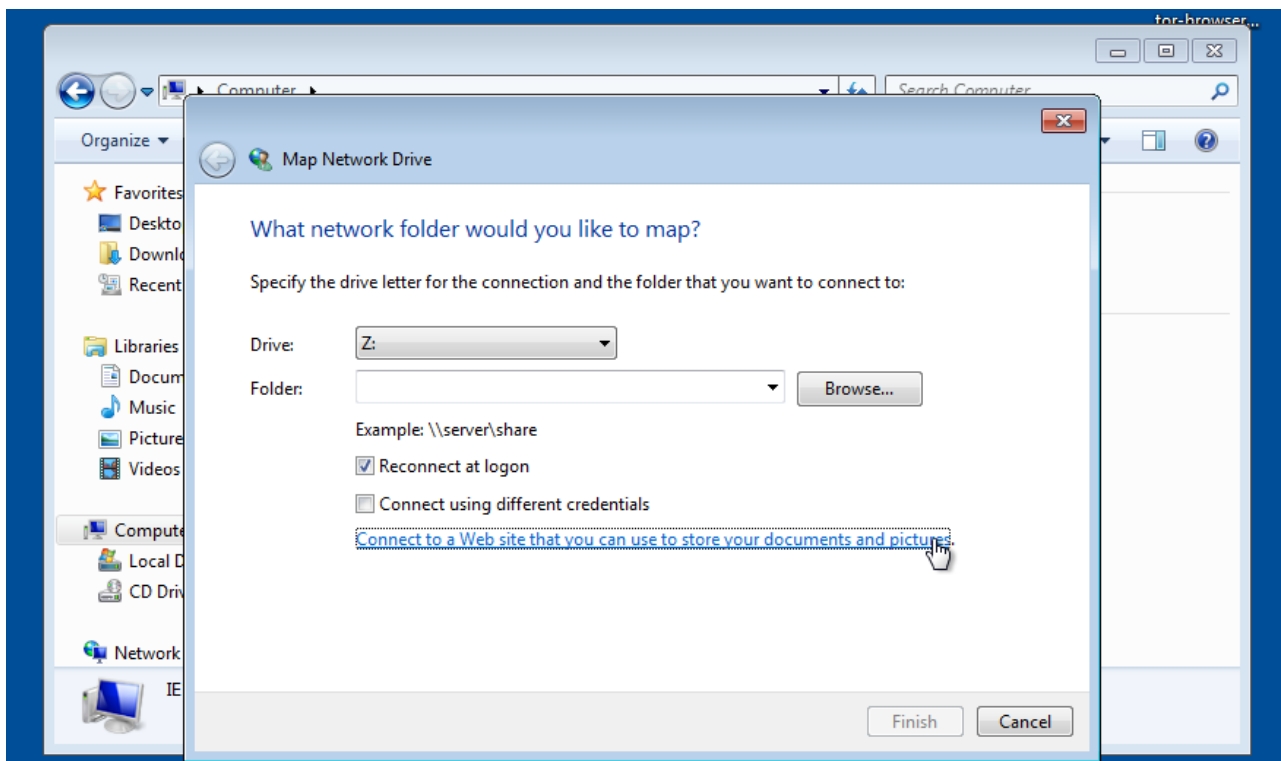 tor-browser...
Computer
Search Computer
Organize
Map Network Drive
Favorites
Deskto
Downlo
Recent
Libraries
Docum
Music
Picture
Videos
Compute
Local D
CD Driv
Network
IE
What network folder would you like to map?
Specify the drive letter for the connection and the folder that you want to connect to:
Drive: Z:
Folder: Browse...
Example: \\server\share
Reconnect at logon
Connect using different credentials
Connect to a Web site that you can use to store your documents and pictures.
Finish Cancel